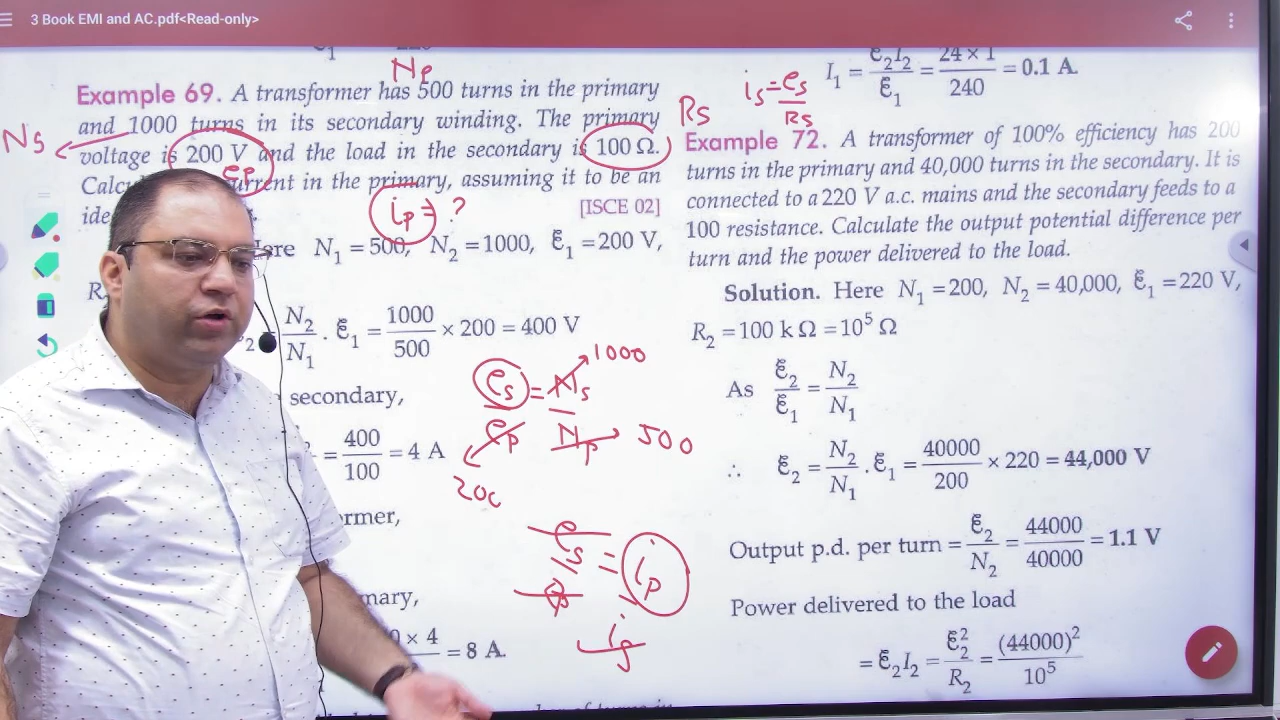 3 Book EMI and AC.pdf<Read-only>
Np
Example 69. A transformer has 500 turns in the primary
and 1000 turns in its secondary winding. The primary
voltage is 200 V and the load in the secondary is 100 Ω.
current in the primary, assuming it to be an
[ISCE 02]
Ns
ep
Rs
ip = ?
N₁ = 500, N₂ = 1000, ℰ₁ = 200 V,
N₂/N₁ . ℰ₁ = 1000/500 × 200 = 400 V
secondary,
= 400/100 = 4 A
= 8 A.
es/ep = Ns/Np
1000
500
200
es/ep = ip/is
is = es/Rs
I₁ = ℰ₂I₂/ℰ₁ = 24 × 1/240 = 0.1 A.
Example 72. A transformer of 100% efficiency has 200
turns in the primary and 40,000 turns in the secondary. It is
connected to a 220 V a.c. mains and the secondary feeds to a
100 resistance. Calculate the output potential difference per
turn and the power delivered to the load.
Solution. Here N₁ = 200, N₂ = 40,000, ℰ₁ = 220 V,
R₂ = 100 k Ω = 10⁵ Ω
As ℰ₂/ℰ₁ = N₂/N₁
∴ ℰ₂ = N₂/N₁ . ℰ₁ = 40000/200 × 220 = 44,000 V
Output p.d. per turn = ℰ₂/N₂ = 44000/40000 = 1.1 V
Power delivered to the load
= ℰ₂I₂ = ℰ₂²/R₂ = (44000)²/10⁵